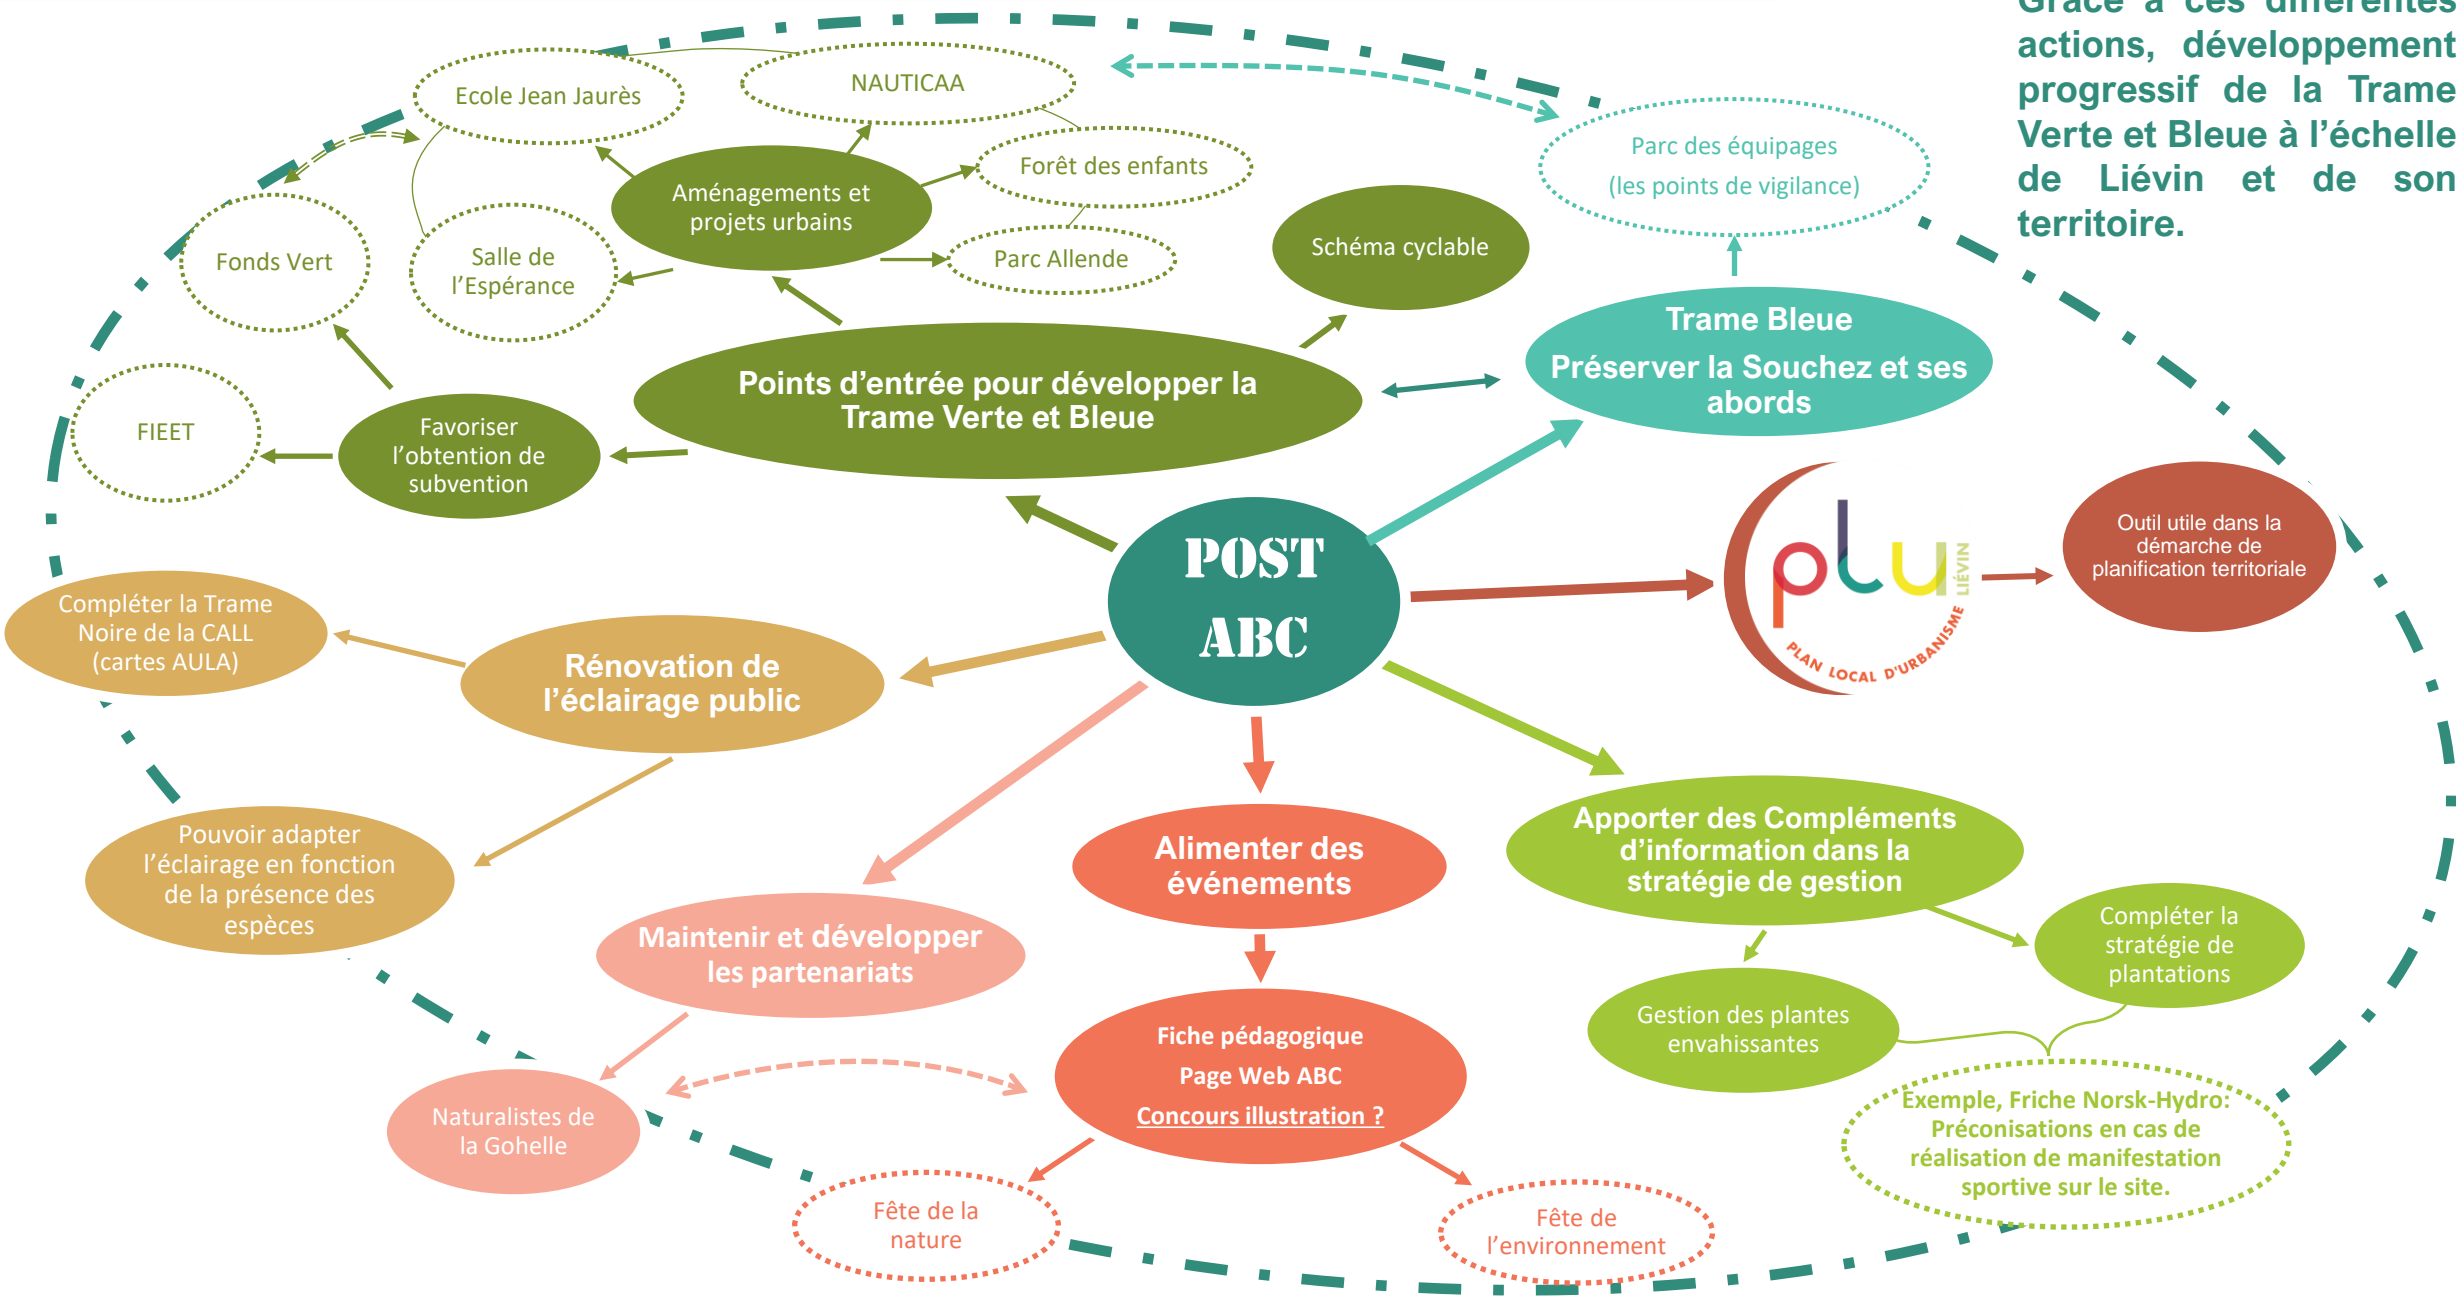 Grâce à ces différentes
actions, développement
progressif de la Trame
Verte et Bleue à l’échelle
de Liévin et de son
territoire.
Ecole Jean Jaurès
NAUTICAA
Forêt des enfants
Aménagements et
projets urbains
Parc Allende
Salle de
l’Espérance
Fonds Vert
FIEET
Favoriser
l’obtention de
subvention
Points d’entrée pour développer la
Trame Verte et Bleue
Schéma cyclable
Parc des équipages
(les points de vigilance)
Trame Bleue
Préserver la Souchez et ses
abords
POST
ABC
plu
LIÉVIN
PLAN LOCAL D'URBANISME
Outil utile dans la
démarche de
planification territoriale
Compléter la Trame
Noire de la CALL
(cartes AULA)
Rénovation de
l’éclairage public
Pouvoir adapter
l’éclairage en fonction
de la présence des
espèces
Maintenir et développer
les partenariats
Naturalistes de
la Gohelle
Alimenter des
événements
Fiche pédagogique
Page Web ABC
Concours illustration ?
Fête de la
nature
Fête de
l’environnement
Apporter des Compléments
d’information dans la
stratégie de gestion
Compléter la
stratégie de
plantations
Gestion des plantes
envahissantes
Exemple, Friche Norsk-Hydro:
Préconisations en cas de
réalisation de manifestation
sportive sur le site.